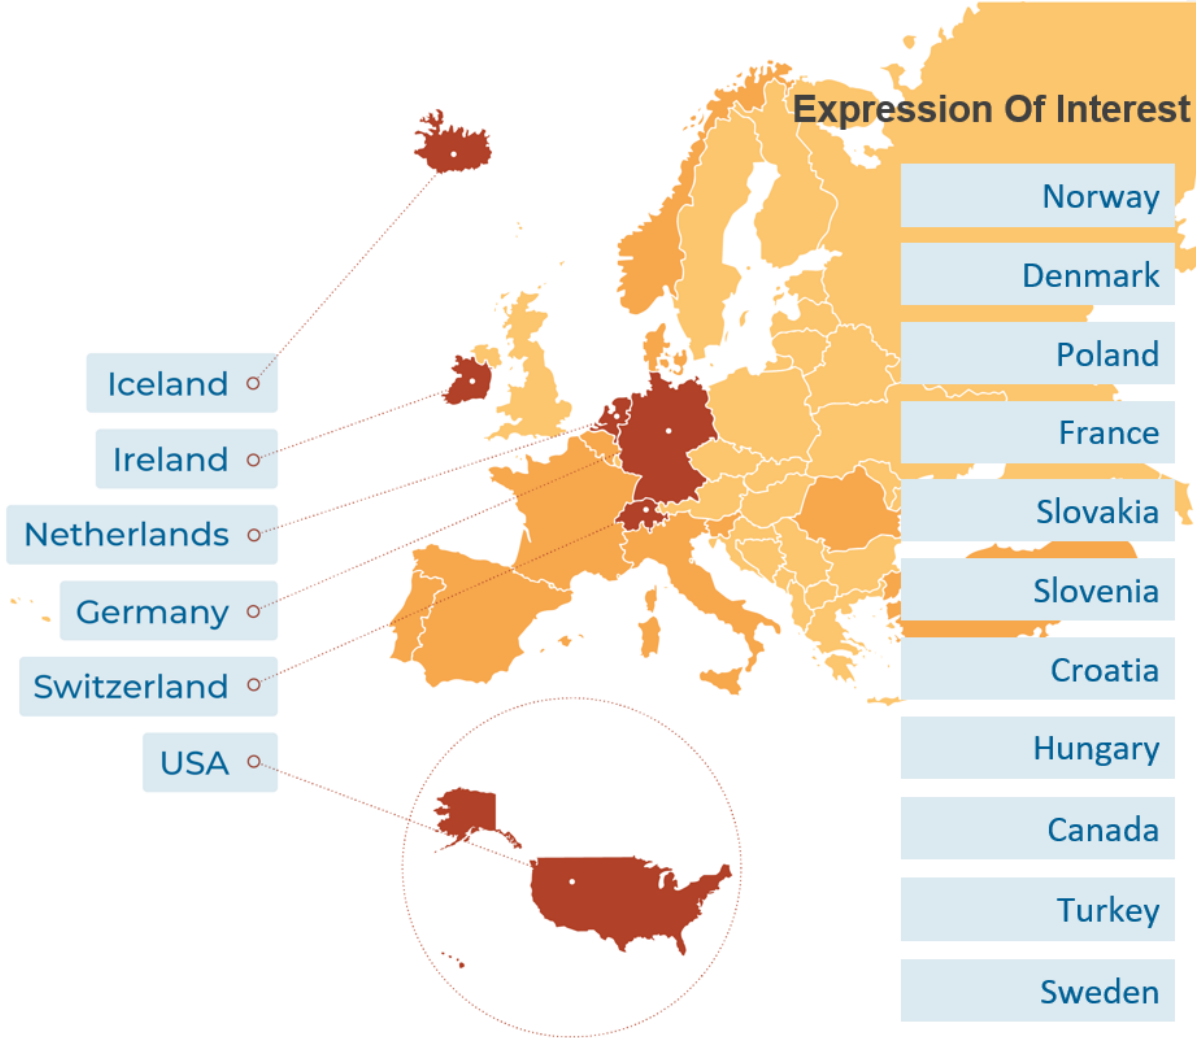 Expression Of Interest
Norway
Denmark
Poland
France
Slovakia
Slovenia
Croatia
Hungary
Canada
Turkey
Sweden
Iceland
Ireland
Netherlands
Germany
Switzerland
USA